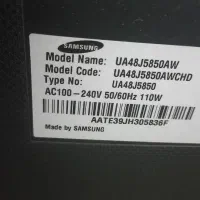 SAMSUNG
Model Name: UA48J5850AW
Model Code: UA48J5850AWCHD
Type No: UA48J5850
AC100-240V 50/60Hz 110W
AATE39JH305836F
Made by SAMSUNG